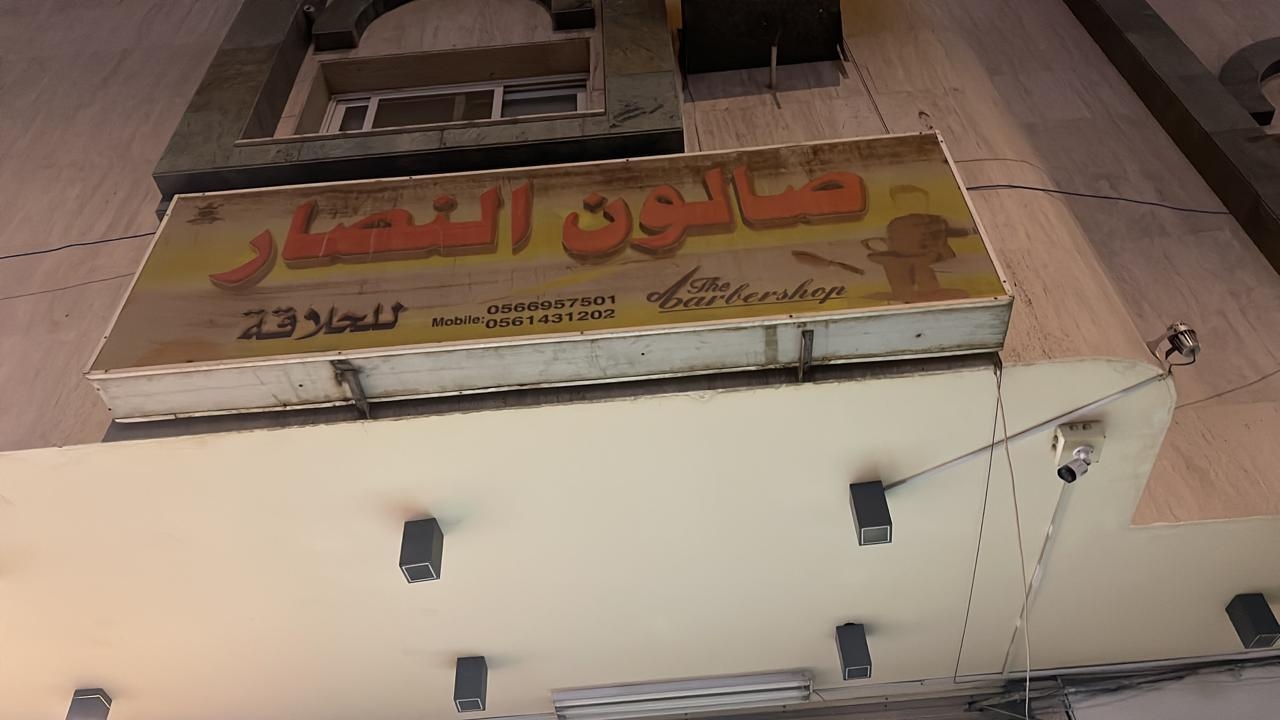 صالون النصار
للحلاقة
Mobile: 0566957501
0561431202
The
barbershop